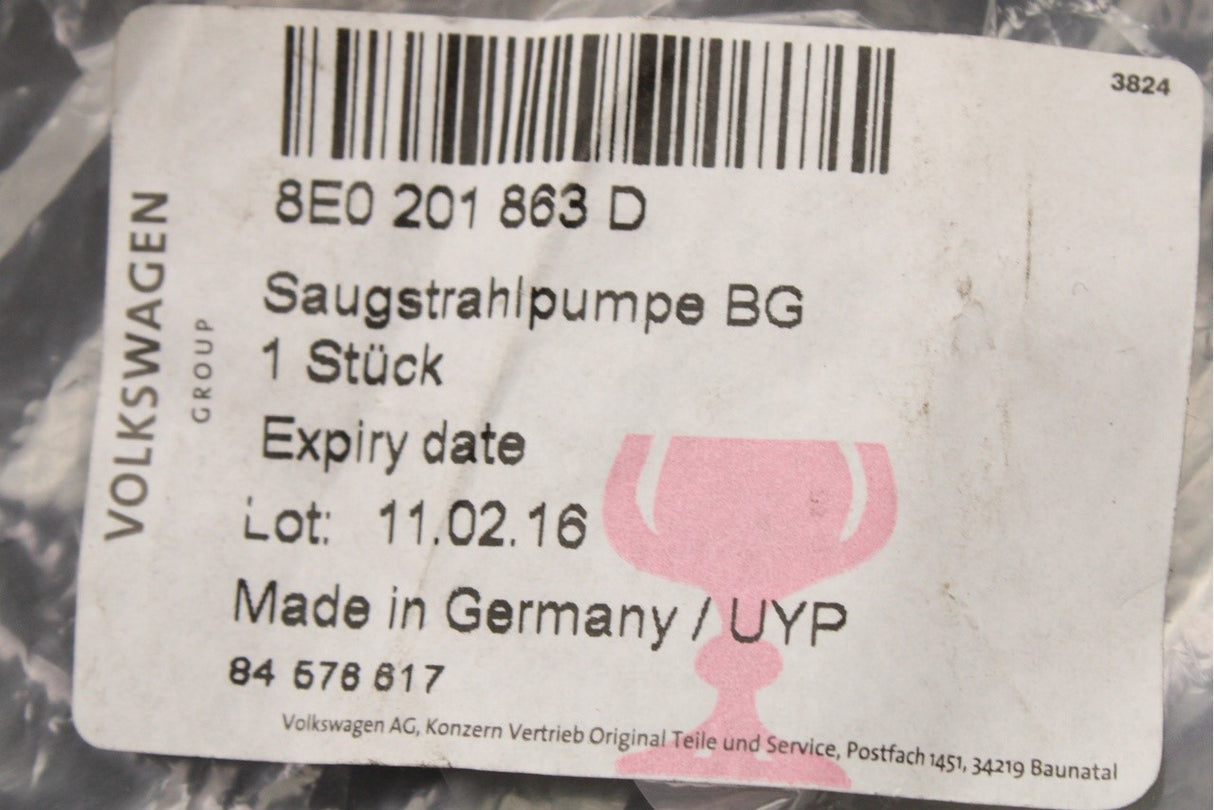 3824
8E0 201 863 D
Saugstrahlpumpe BG
1 Stück
Expiry date
Lot: 11.02.16
Made in Germany / UYP
84 576 617
Volkswagen AG, Konzern Vertrieb Original Teile und Service, Postfach 1451, 34219 Baunatal
VOLKSWAGEN
GROUP